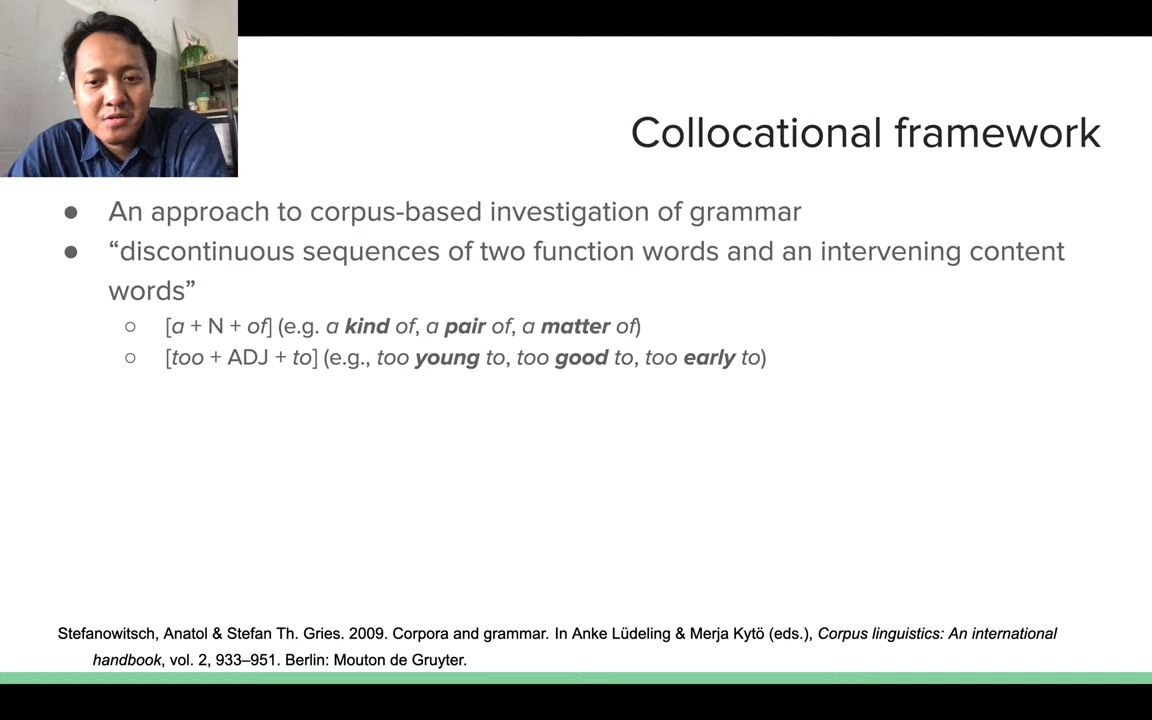 Collocational framework
● An approach to corpus-based investigation of grammar
● “discontinuous sequences of two function words and an intervening content
words”
○ [a + N + of] (e.g. a kind of, a pair of, a matter of)
○ [too + ADJ + to] (e.g., too young to, too good to, too early to)
Stefanowitsch, Anatol & Stefan Th. Gries. 2009. Corpora and grammar. In Anke Lüdeling & Merja Kytö (eds.), Corpus linguistics: An international
handbook, vol. 2, 933–951. Berlin: Mouton de Gruyter.